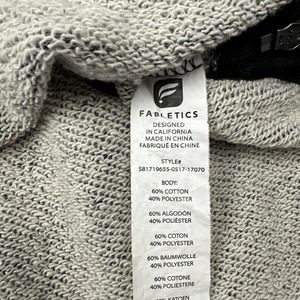 FABLETICS
DESIGNED
IN CALIFORNIA
MADE IN CHINA
FABRIQUÉ EN CHINE
STYLE#
SB1719655-0517-17070
BODY:
60% COTTON
40% POLYESTER
60% ALGODÓN
40% POLIÉSTER
60% COTON
40% POLYESTER
60% BAUMWOLLE
40% POLYESTER
60% COTONE
40% POLIESTERE
KATOEN